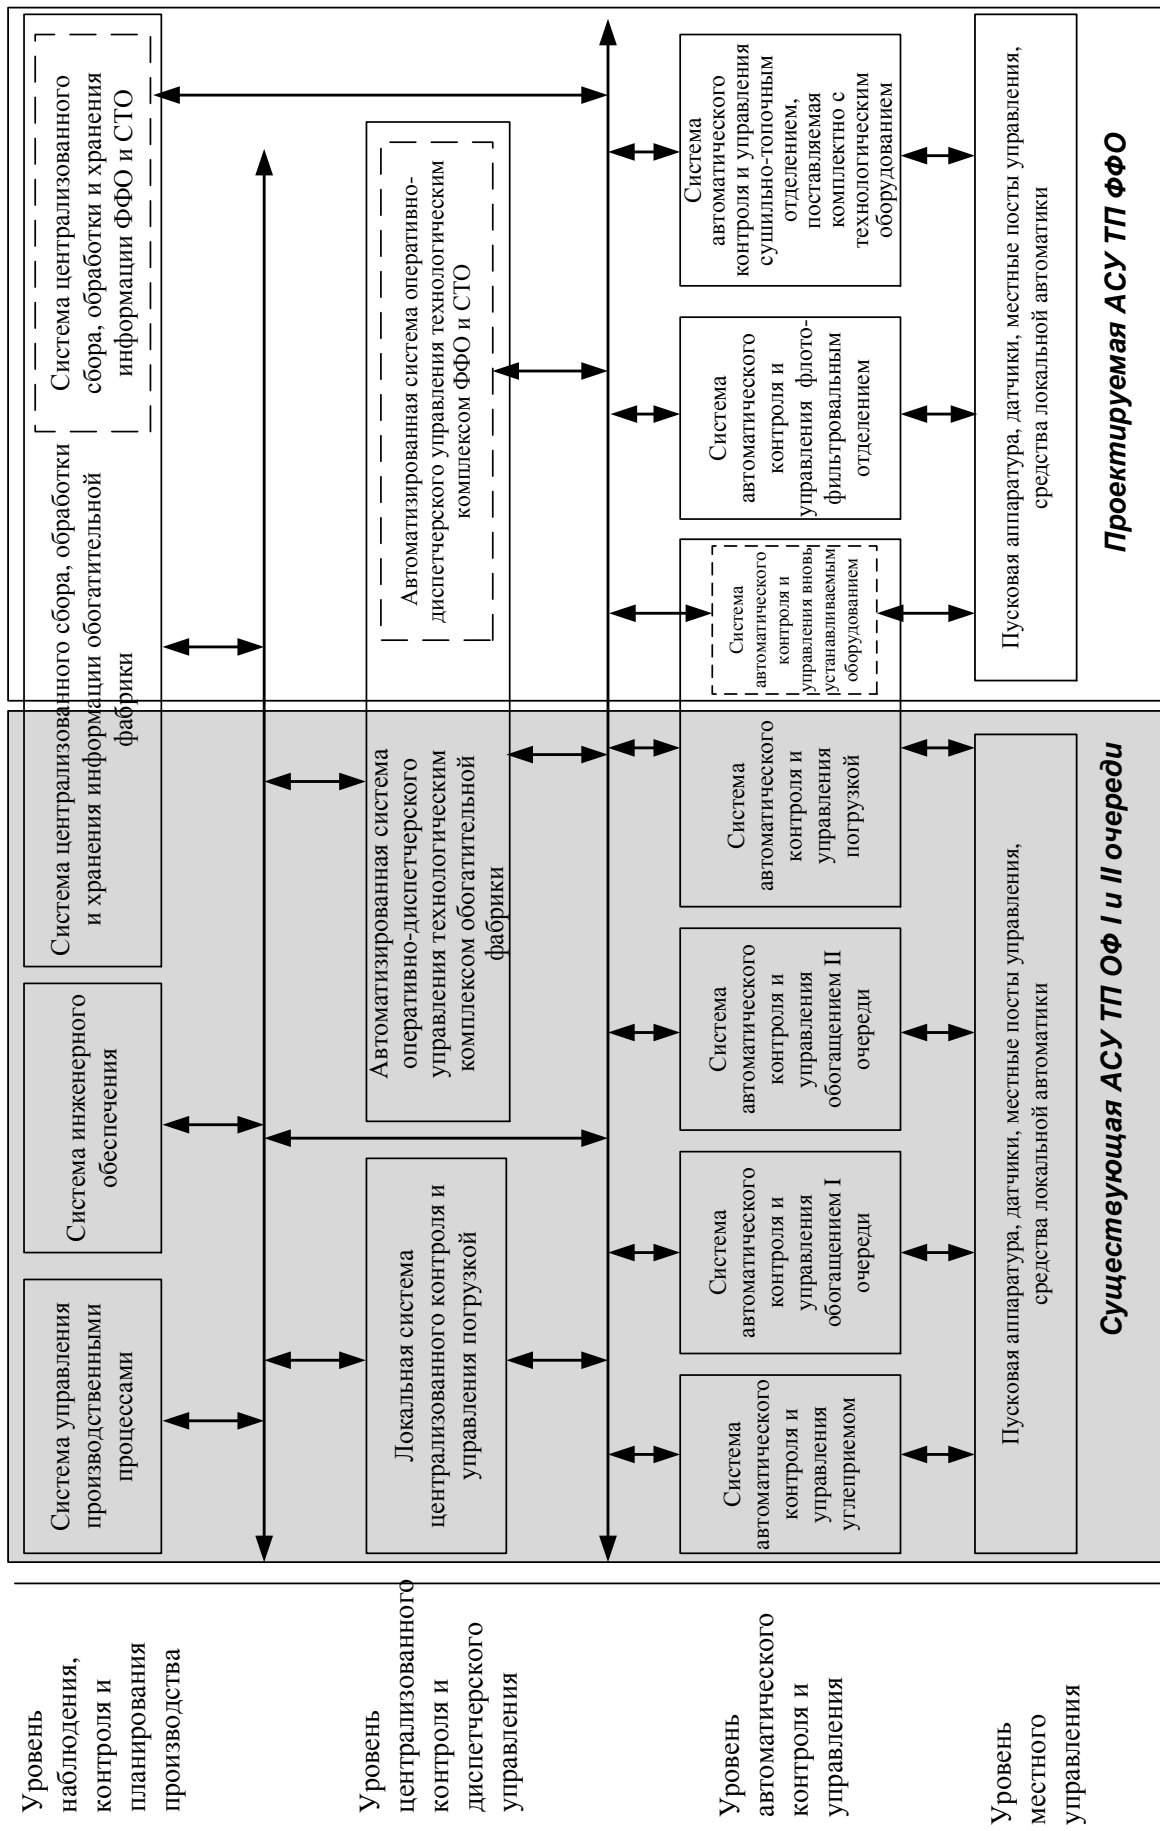 Уровень
наблюдения,
контроля и
планирования
производства
Система управления
производственными
процессами
Система инженерного
обеспечения
Система централизованного сбора, обработки
и хранения информации обогатительной
фабрики
Система централизованного
сбора, обработки и хранения
информации ФФО и СТО
Уровень
централизованного
контроля и
диспетчерского
управления
Локальная система
централизованного контроля и
управления погрузкой
Автоматизированная система
оперативно-диспетчерского
управления технологическим
комплексом обогатительной
фабрики
Автоматизированная система оперативно-
диспетчерского управления технологическим
комплексом ФФО и СТО
Уровень
автоматического
контроля и
управления
Система
автоматического
контроля и
управления
углеприемом
Система
автоматического
контроля и
управления
обогащением I
очереди
Система
автоматического
контроля и
управления
обогащением II
очереди
Система
автоматического
контроля и
управления
погрузкой
Система
автоматического
контроля и
управления вновь
устанавливаемым
оборудованием
Система
автоматического
контроля и
управления флото-
фильтровальным
отделением
Система
автоматического
контроля и управления
сушильно-топочным
отделением,
поставляемая
комплектно с
технологическим
оборудованием
Уровень
местного
управления
Пусковая аппаратура, датчики, местные посты управления,
средства локальной автоматики
Пусковая аппаратура, датчики, местные посты управления,
средства локальной автоматики
Существующая АСУ ТП ОФ I и II очереди
Проектируемая АСУ ТП ФФО